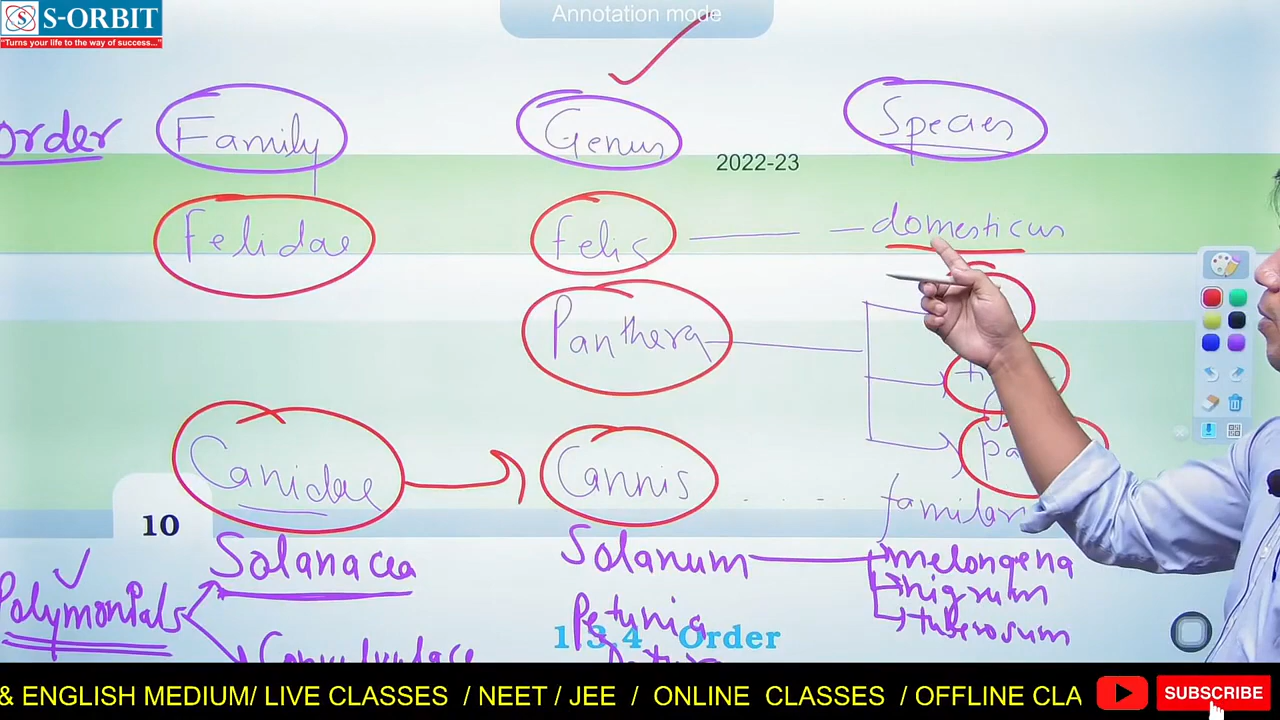 S-ORBIT
"Turns your life to the way of success..."
Annotation mode
order Family Genus Species
2022-23
Felidae Felis domesticus
Panthera
Canidae Cannis
10
Solanacea Solanum melongena
nigrum
Polymonials tuberosum
Petunia
1.3.4 Order
& ENGLISH MEDIUM/ LIVE CLASSES / NEET / JEE / ONLINE CLASSES / OFFLINE CLA
SUBSCRIBE